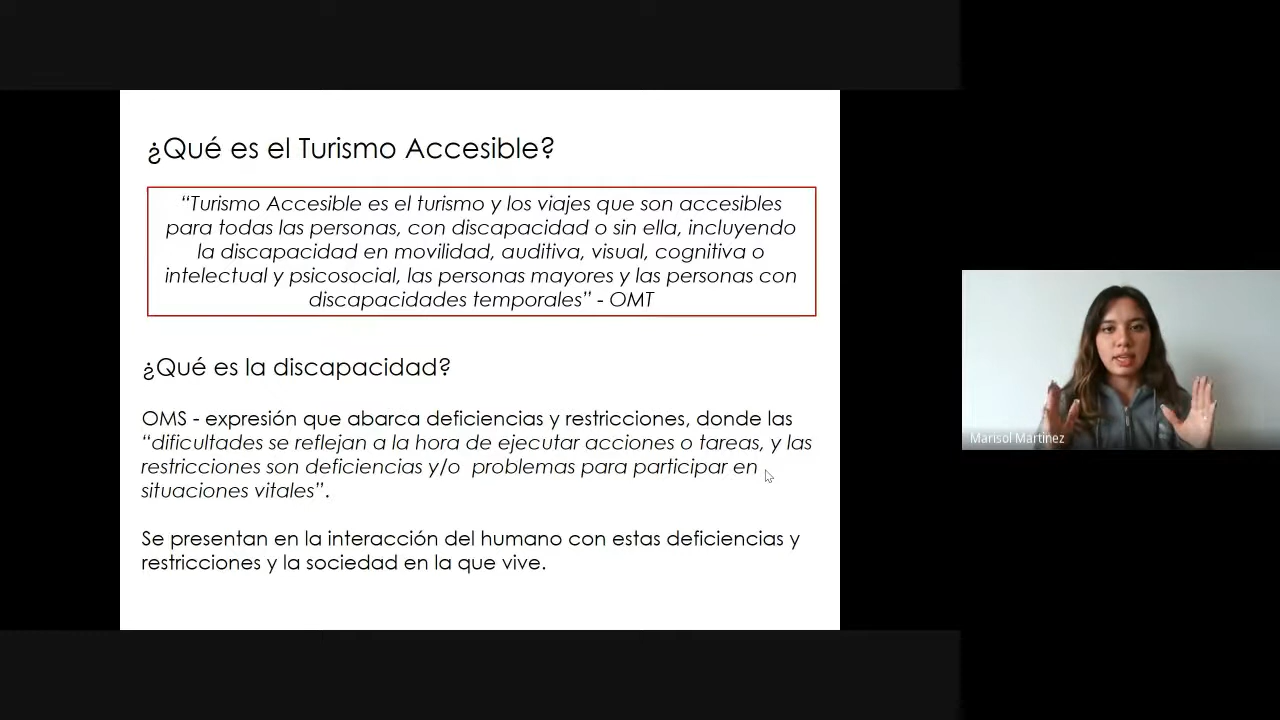 ¿Qué es el Turismo Accesible?
“Turismo Accesible es el turismo y los viajes que son accesibles
para todas las personas, con discapacidad o sin ella, incluyendo
la discapacidad en movilidad, auditiva, visual, cognitiva o
intelectual y psicosocial, las personas mayores y las personas con
discapacidades temporales” - OMT
¿Qué es la discapacidad?
OMS - expresión que abarca deficiencias y restricciones, donde las
“dificultades se reflejan a la hora de ejecutar acciones o tareas, y las
restricciones son deficiencias y/o  problemas para participar en
situaciones vitales”.
Se presentan en la interacción del humano con estas deficiencias y
restricciones y la sociedad en la que vive.
Marisol Martinez